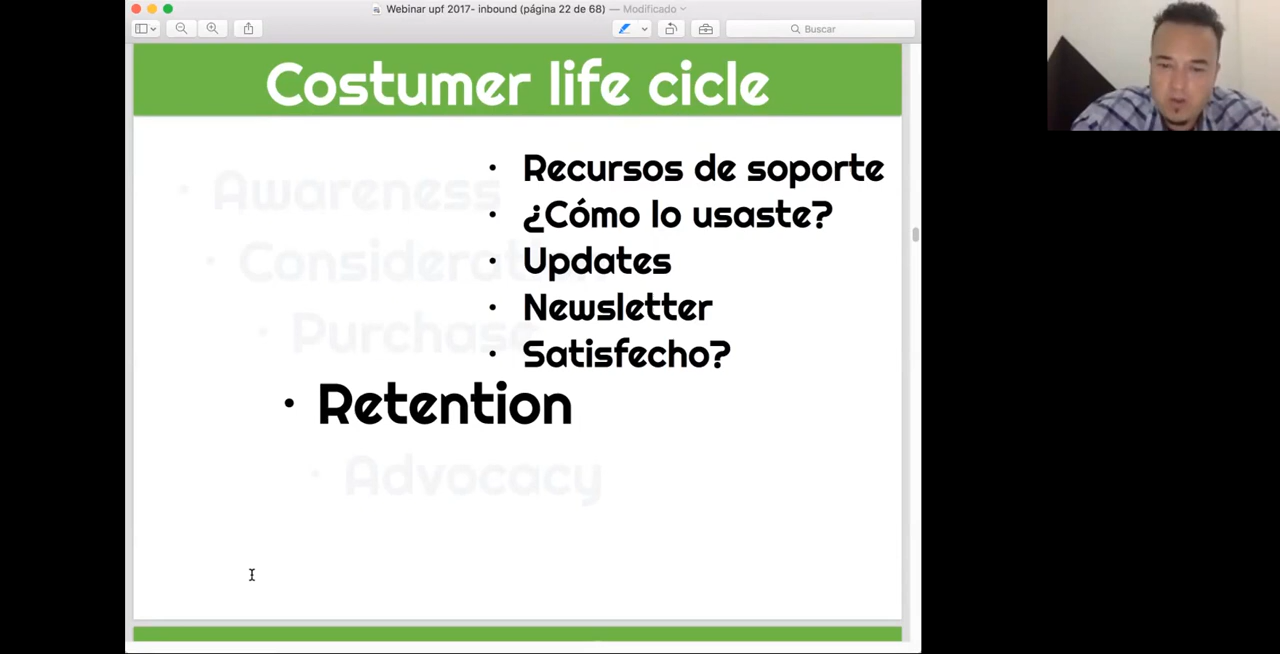 Webinar upf 2017- inbound (página 22 de 68) — Modificado
Buscar
Costumer life cicle
• Recursos de soporte
• ¿Cómo lo usaste?
• Updates
• Newsletter
• Satisfecho?
• Awareness
• Consideration
• Purchase
• Retention
• Advocacy